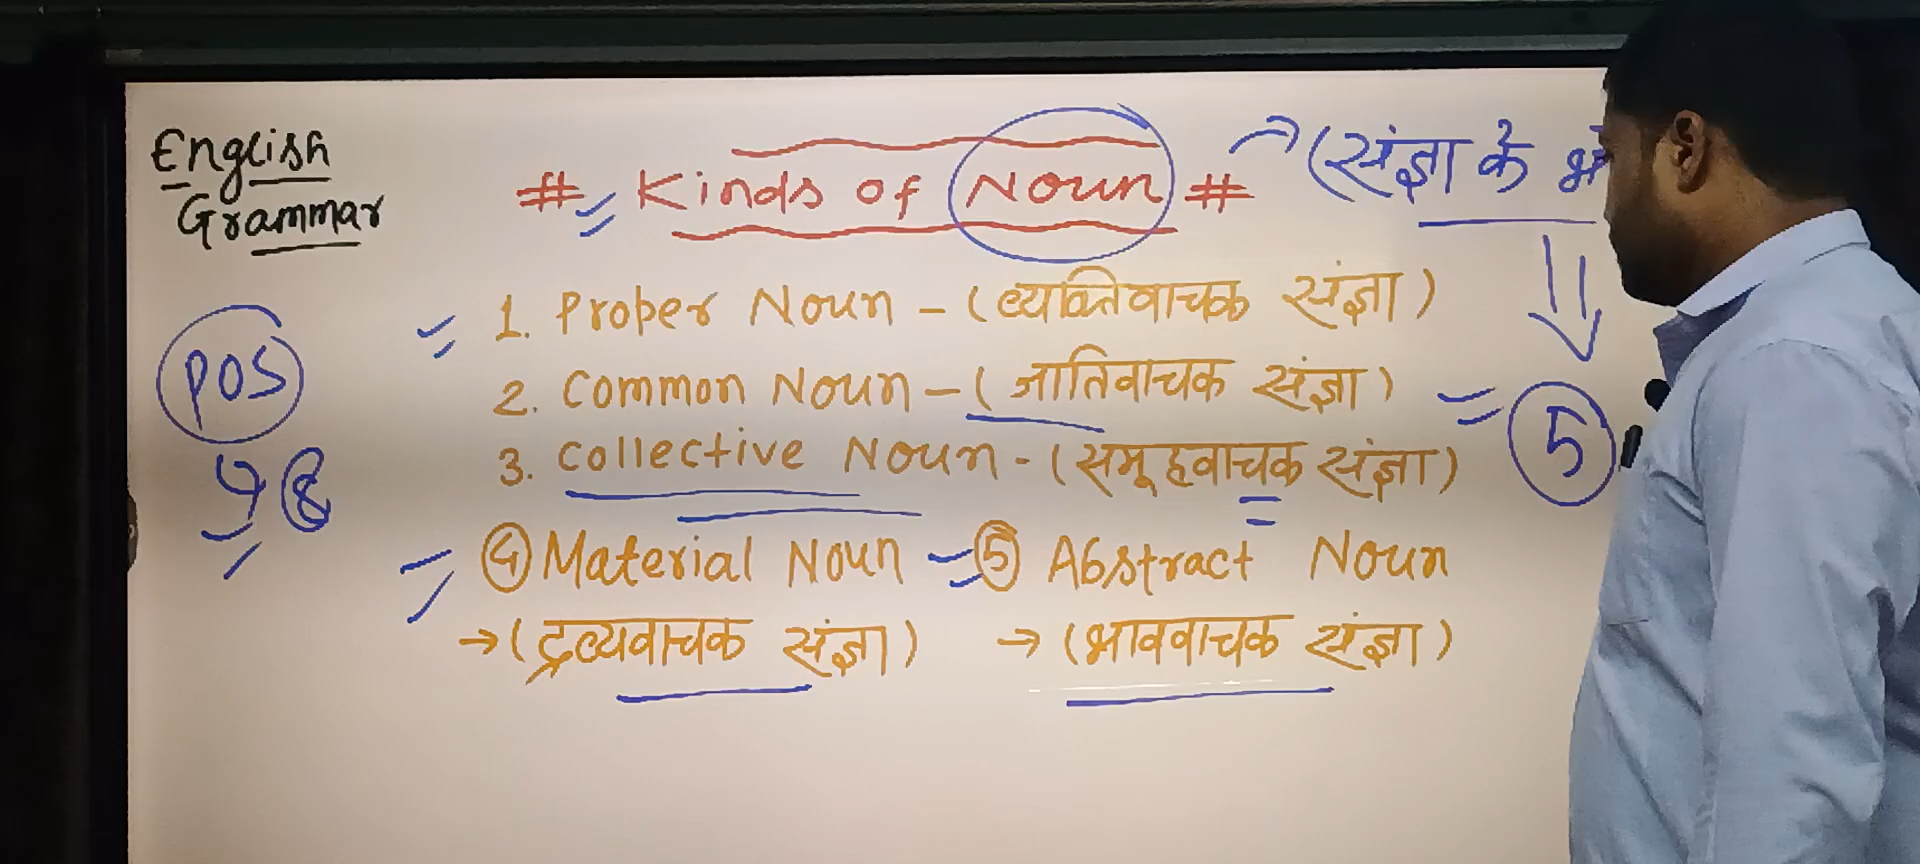 English
Grammar
# Kinds of Noun #
(संज्ञा के
1. Proper Noun - (व्यक्तिवाचक संज्ञा)
2. Common Noun - (जातिवाचक संज्ञा)
5
3. Collective Noun - (समूहवाचक संज्ञा)
POS
8
④ Material Noun ⑤ Abstract Noun
→ (द्रव्यवाचक संज्ञा) → (भाववाचक संज्ञा)